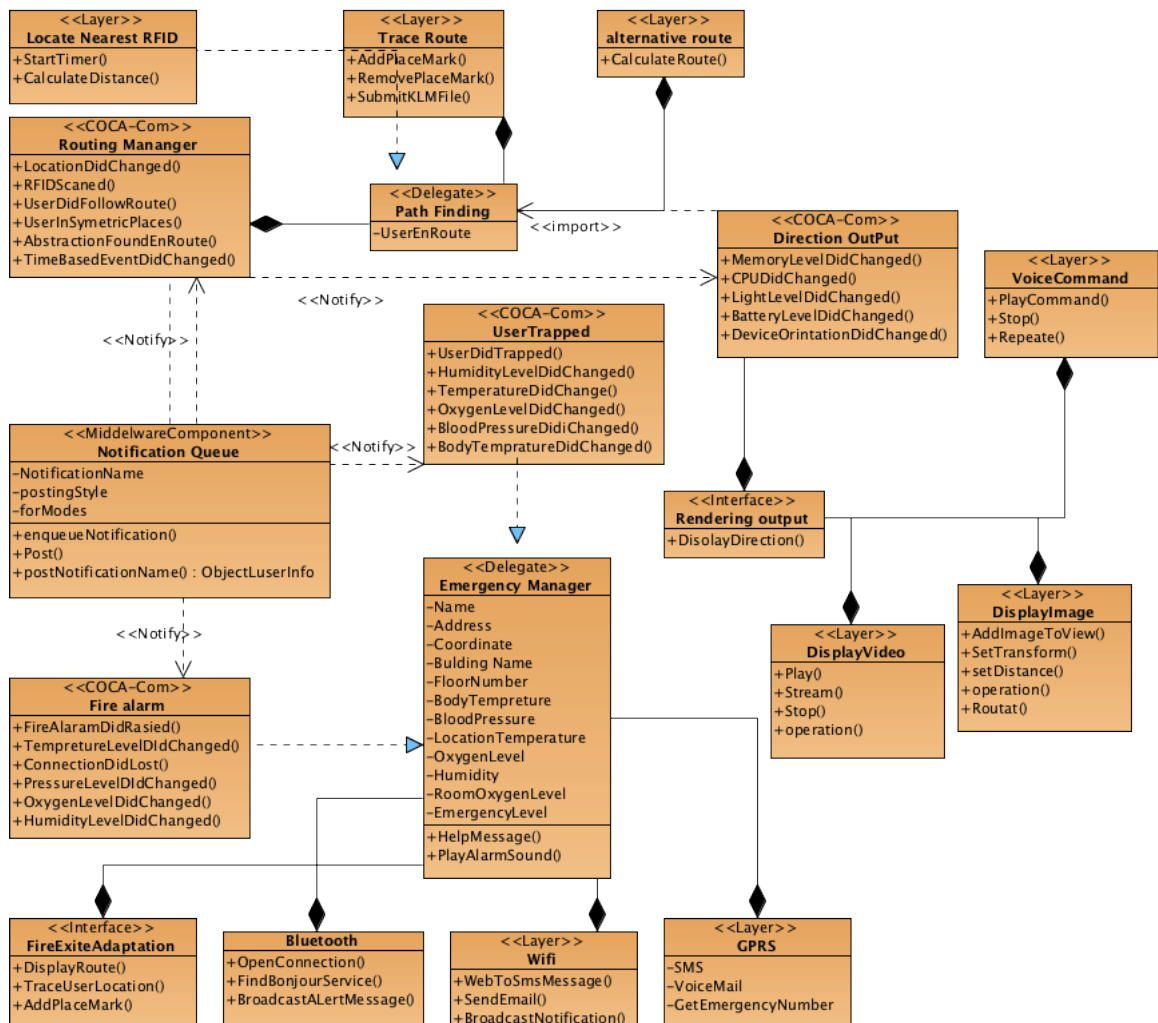 <<Layer>>
Locate Nearest RFID
+StartTimer()
+CalculateDistance()
<<Layer>>
Trace Route
+AddPlaceMark()
+RemovePlaceMark()
+SubmitKLMFile()
<<Layer>>
alternative route
+CalculateRoute()
<<COCA-Com>>
Routing Mananger
+LocationDidChanged()
+RFIDScaned()
+UserDidFollowRoute()
+UserInSymetricPlaces()
+AbstractionFoundEnRoute()
+TimeBasedEventDidChanged()
<<Delegate>>
Path Finding
-UserEnRoute
<<import>>
<<COCA-Com>>
Direction OutPut
+MemoryLevelDidChanged()
+CPUDidChanged()
+LightLevelDidChanged()
+BatteryLevelDidChanged()
+DeviceOrintationDidChanged()
<<Layer>>
VoiceCommand
+PlayCommand()
+Stop()
+Repeate()
<<Notify>>
<<Notify>>
<<COCA-Com>>
UserTrapped
+UserDidTrapped()
+HumidityLevelDidChanged()
+TemperatureDidChange()
+OxygenLevelDidChanged()
+BloodPressureDidiChanged()
+BodyTempratureDidChanged()
<<MiddelwareComponent>>
Notification Queue
-NotificationName
-postingStyle
-forModes
+enqueueNotification()
+Post()
+postNotificationName() : ObjectLuserInfo
<<Notify>>
<<Interface>>
Rendering output
+DisolayDirection()
<<Notify>>
<<Delegate>>
Emergency Manager
-Name
-Address
-Coordinate
-Bulding Name
-FloorNumber
-BodyTempreture
-BloodPressure
-LocationTemperature
-OxygenLevel
-Humidity
-RoomOxygenLevel
-EmergencyLevel
+HelpMessage()
+PlayAlarmSound()
<<Layer>>
DisplayVideo
+Play()
+Stream()
+Stop()
+operation()
<<Layer>>
DisplayImage
+AddImageToView()
+SetTransform()
+setDistance()
+operation()
+Routat()
<<COCA-Com>>
Fire alarm
+FireAlaramDidRasied()
+TempretureLevelDIdChanged()
+ConnectionDidLost()
+PressureLevelDIdChanged()
+OxygenLevelDidChanged()
+HumidityLevelDidChanged()
<<Interface>>
FireExiteAdaptation
+DisplayRoute()
+TraceUserLocation()
+AddPlaceMark()
Bluetooth
+OpenConnection()
+FindBonjourService()
+BroadcastALertMessage()
<<Layer>>
Wifi
+WebToSmsMessage()
+SendEmail()
+BroadcastNotification()
<<Layer>>
GPRS
-SMS
-VoiceMail
-GetEmergencyNumber